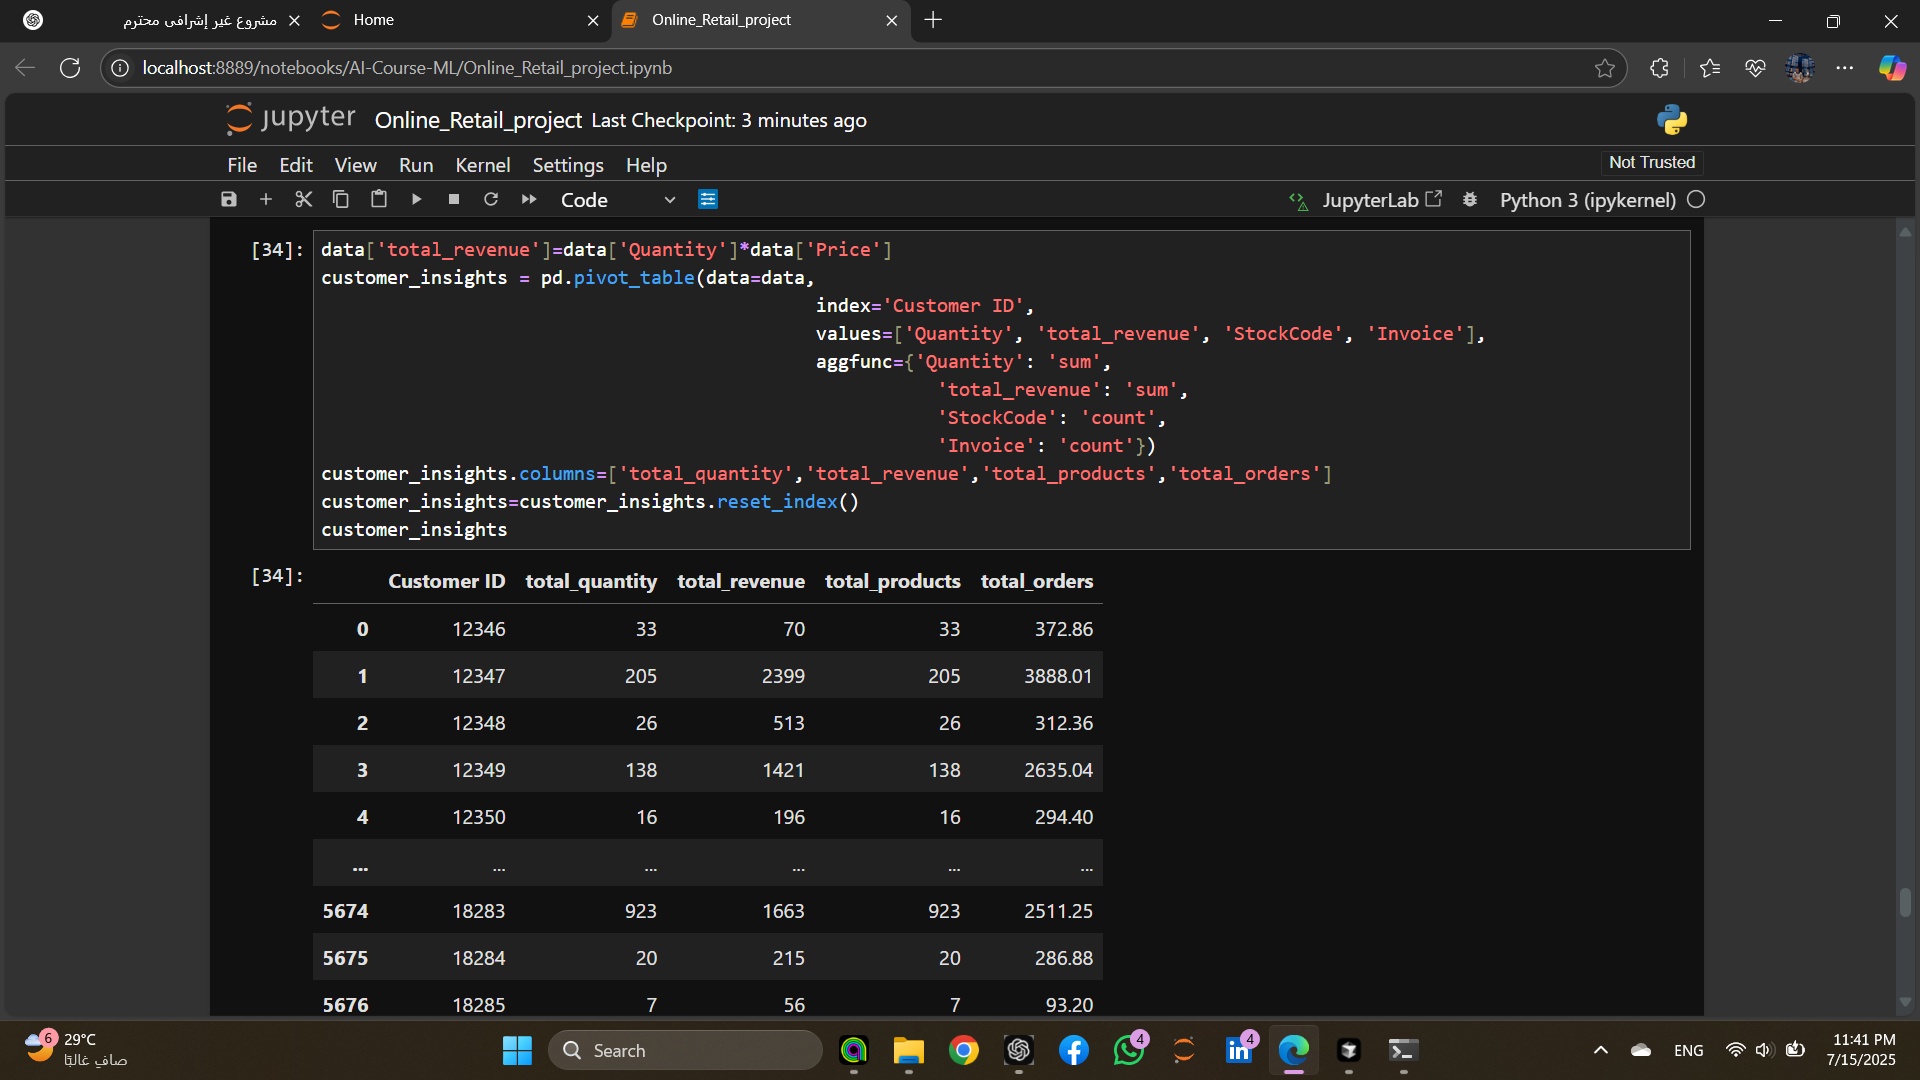 مشروع غير إشرافي محترم
Home
Online_Retail_project
localhost:8889/notebooks/AI-Course-ML/Online_Retail_project.ipynb
jupyter Online_Retail_project Last Checkpoint: 3 minutes ago
File Edit View Run Kernel Settings Help
Not Trusted
Code
JupyterLab
Python 3 (ipykernel)
[34]:
data['total_revenue']=data['Quantity']*data['Price']
customer_insights = pd.pivot_table(data=data,
index='Customer ID',
values=['Quantity', 'total_revenue', 'StockCode', 'Invoice'],
aggfunc={'Quantity': 'sum',
'total_revenue': 'sum',
'StockCode': 'count',
'Invoice': 'count'})
customer_insights.columns=['total_quantity','total_revenue','total_products','total_orders']
customer_insights=customer_insights.reset_index()
customer_insights
[34]:
Customer ID total_quantity total_revenue total_products total_orders
0 12346 33 70 33 372.86
1 12347 205 2399 205 3888.01
2 12348 26 513 26 312.36
3 12349 138 1421 138 2635.04
4 12350 16 196 16 294.40
... ... ... ... ... ...
5674 18283 923 1663 923 2511.25
5675 18284 20 215 20 286.88
5676 18285 7 56 7 93.20
6
29°C
صافٍ غالبًا
Search
4
4
ENG
11:41 PM
7/15/2025